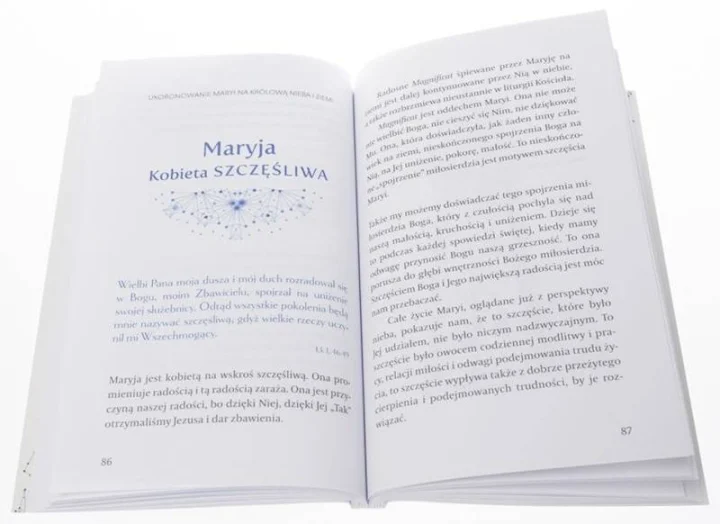 UKORONOWANIE MARYI NA KRÓLOWĄ NIEBA I ZIEMI
Maryja
Kobieta SZCZĘŚLIWA
Wielbi Pana moja dusza i mój duch rozradował się
w Bogu, moim Zbawicielu, spojrzał na uniżenie
swojej służebnicy. Odtąd wszystkie pokolenia będą
mnie nazywać szczęśliwą, gdyż wielkie rzeczy uczy-
nił mi Wszechmogący.
Łk 1, 46-49
Maryja jest kobietą na wskroś szczęśliwą. Ona pro-
mieniuje radością i tą radością zaraża. Ona jest przy-
czyną naszej radości, bo dzięki Niej, dzięki Jej „Tak”
otrzymaliśmy Jezusa i dar zbawienia.
86
Radosne Magnificat śpiewane przez Maryję na
ziemi jest dalej kontynuowane przez Nią w niebie,
a także rozbrzmiewa nieustannie w liturgii Kościoła.
Magnificat jest oddechem Maryi. Ona nie może
nie wielbić Boga, nie cieszyć się Nim, nie dziękować
Mu. Ona, która doświadczyła, jak żaden inny czło-
wiek na ziemi, nieskończonego spojrzenia Boga na
Nią, na Jej uniżenie, pokorę, małość. To nieskończo-
ne „spojrzenie” miłosierdzia jest motywem szczęścia
Maryi.
Także my możemy doświadczać tego spojrzenia mi-
łosierdzia Boga, który z czułością pochyla się nad
naszą małością, kruchością i uniżeniem. Dzieje się
to podczas każdej spowiedzi świętej, kiedy mamy
odwagę przynosić Bogu naszą grzeszność. To ona
porusza do głębi wnętrzności Bożego miłosierdzia.
Szczęściem Boga i Jego największą radością jest móc
nam przebaczać.
Całe życie Maryi, oglądane już z perspektywy
nieba, pokazuje nam, że to szczęście, które było
Jej udziałem, nie było niczym nadzwyczajnym. To
szczęście było owocem codziennej modlitwy i pra-
cy, relacji miłości i odwagi podejmowania trudu ży-
cia, to szczęście wypływa także z dobrze przeżytego
cierpienia i podejmowanych trudności, by je roz-
wiązać.
87